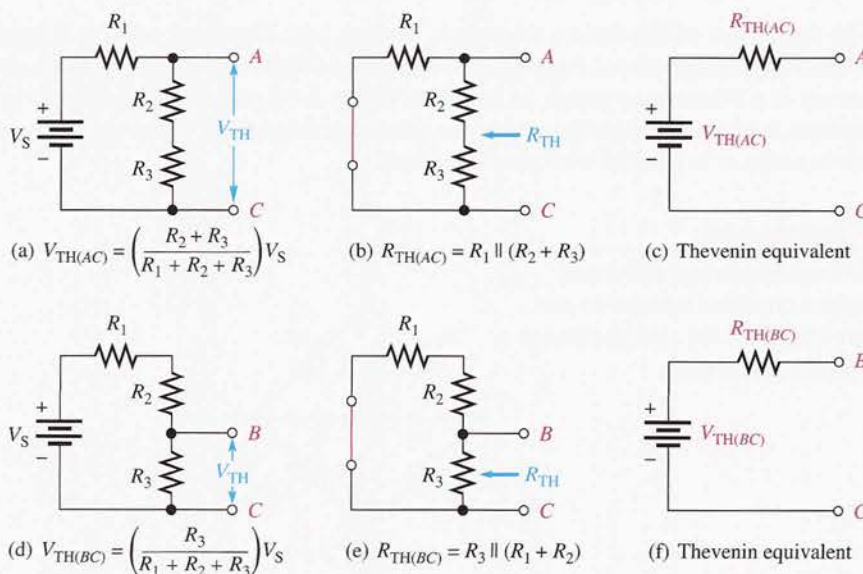 R1
A
R2
VTH
+
VS
−
R3
C
(a) VTH(AC) = ( R2 + R3 / R1 + R2 + R3 ) VS
R1
A
R2
RTH
R3
C
(b) RTH(AC) = R1 || (R2 + R3)
RTH(AC)
A
+
VTH(AC)
−
C
(c) Thevenin equivalent
R1
R2
+
VS
−
B
R3
VTH
C
(d) VTH(BC) = ( R3 / R1 + R2 + R3 ) VS
R1
R2
B
R3
RTH
C
(e) RTH(BC) = R3 || (R1 + R2)
RTH(BC)
B
+
VTH(BC)
−
C
(f) Thevenin equivalent